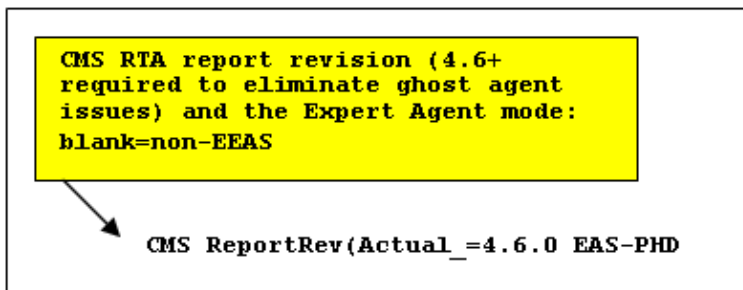 CMS RTA report revision (4.6+
required to eliminate ghost agent
issues) and the Expert Agent mode:
blank=non-EEAS
CMS ReportRev(Actual_=4.6.0 EAS-PHD